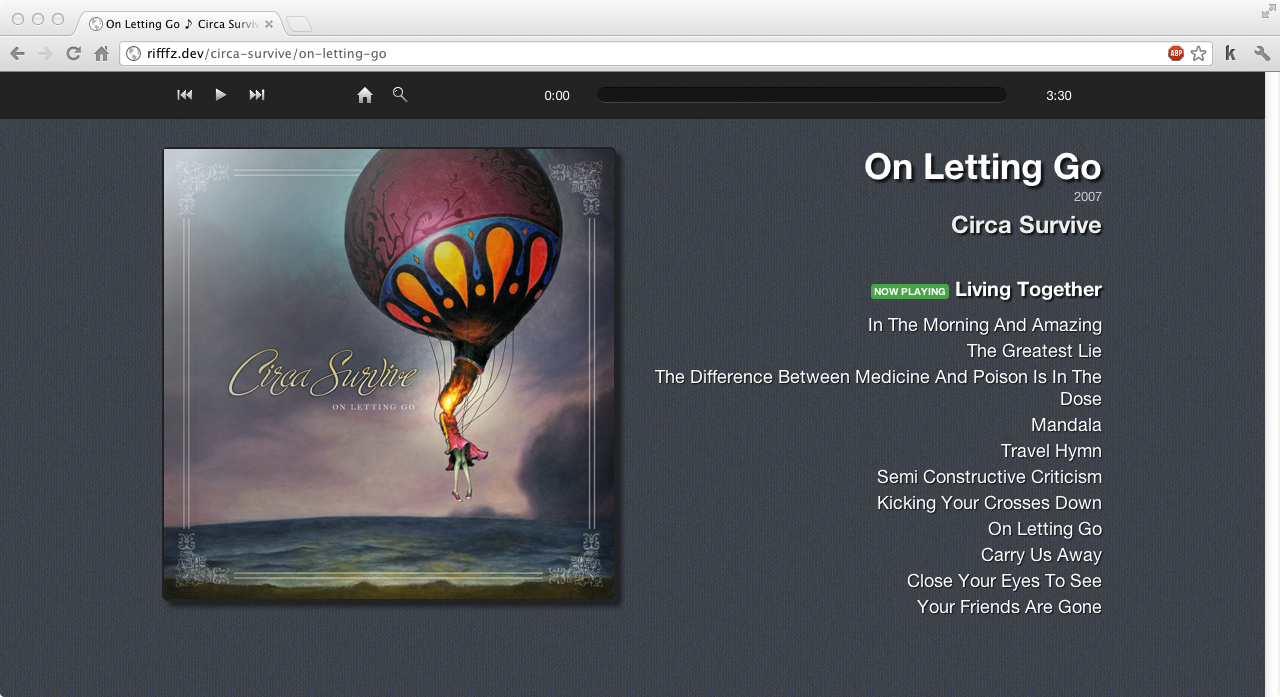 On Letting Go ♪ Circa Surviv
rifffz.dev/circa-survive/on-letting-go
ABP
k
0:00
3:30
On Letting Go
2007
Circa Survive
NOW PLAYING Living Together
In The Morning And Amazing
The Greatest Lie
The Difference Between Medicine And Poison Is In The
Dose
Mandala
Travel Hymn
Semi Constructive Criticism
Kicking Your Crosses Down
On Letting Go
Carry Us Away
Close Your Eyes To See
Your Friends Are Gone
Circa Survive
ON LETTING GO